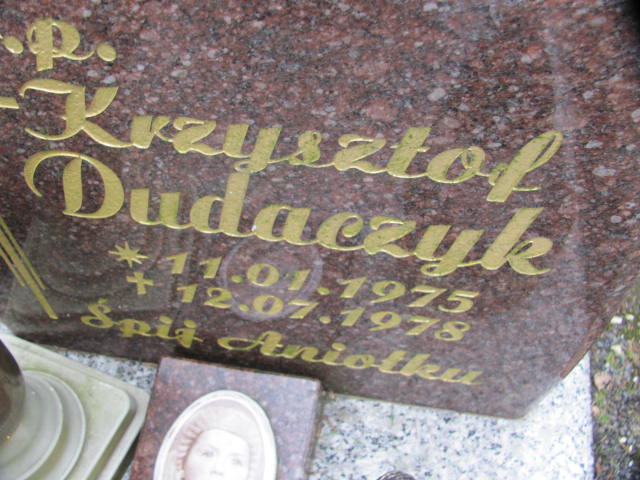 ś.p.
Krzysztof
Dudaczyk
* 11.01.1975
+ 12.07.1978
Śpij Aniołku